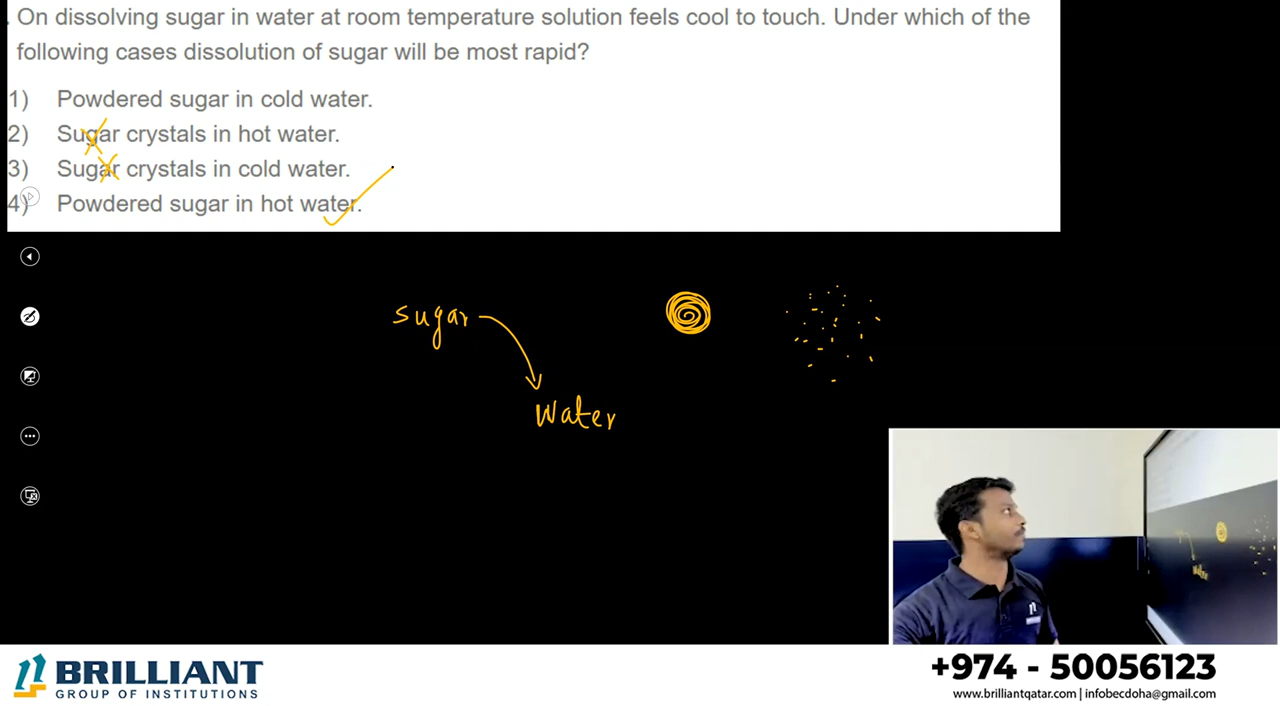 . On dissolving sugar in water at room temperature solution feels cool to touch. Under which of the
following cases dissolution of sugar will be most rapid?
1) Powdered sugar in cold water.
2) Sugar crystals in hot water.
3) Sugar crystals in cold water.
4) Powdered sugar in hot water.
Sugar
Water
BRILLIANT
GROUP OF INSTITUTIONS
+974 - 50056123
www.brilliantqatar.com | infobecdoha@gmail.com